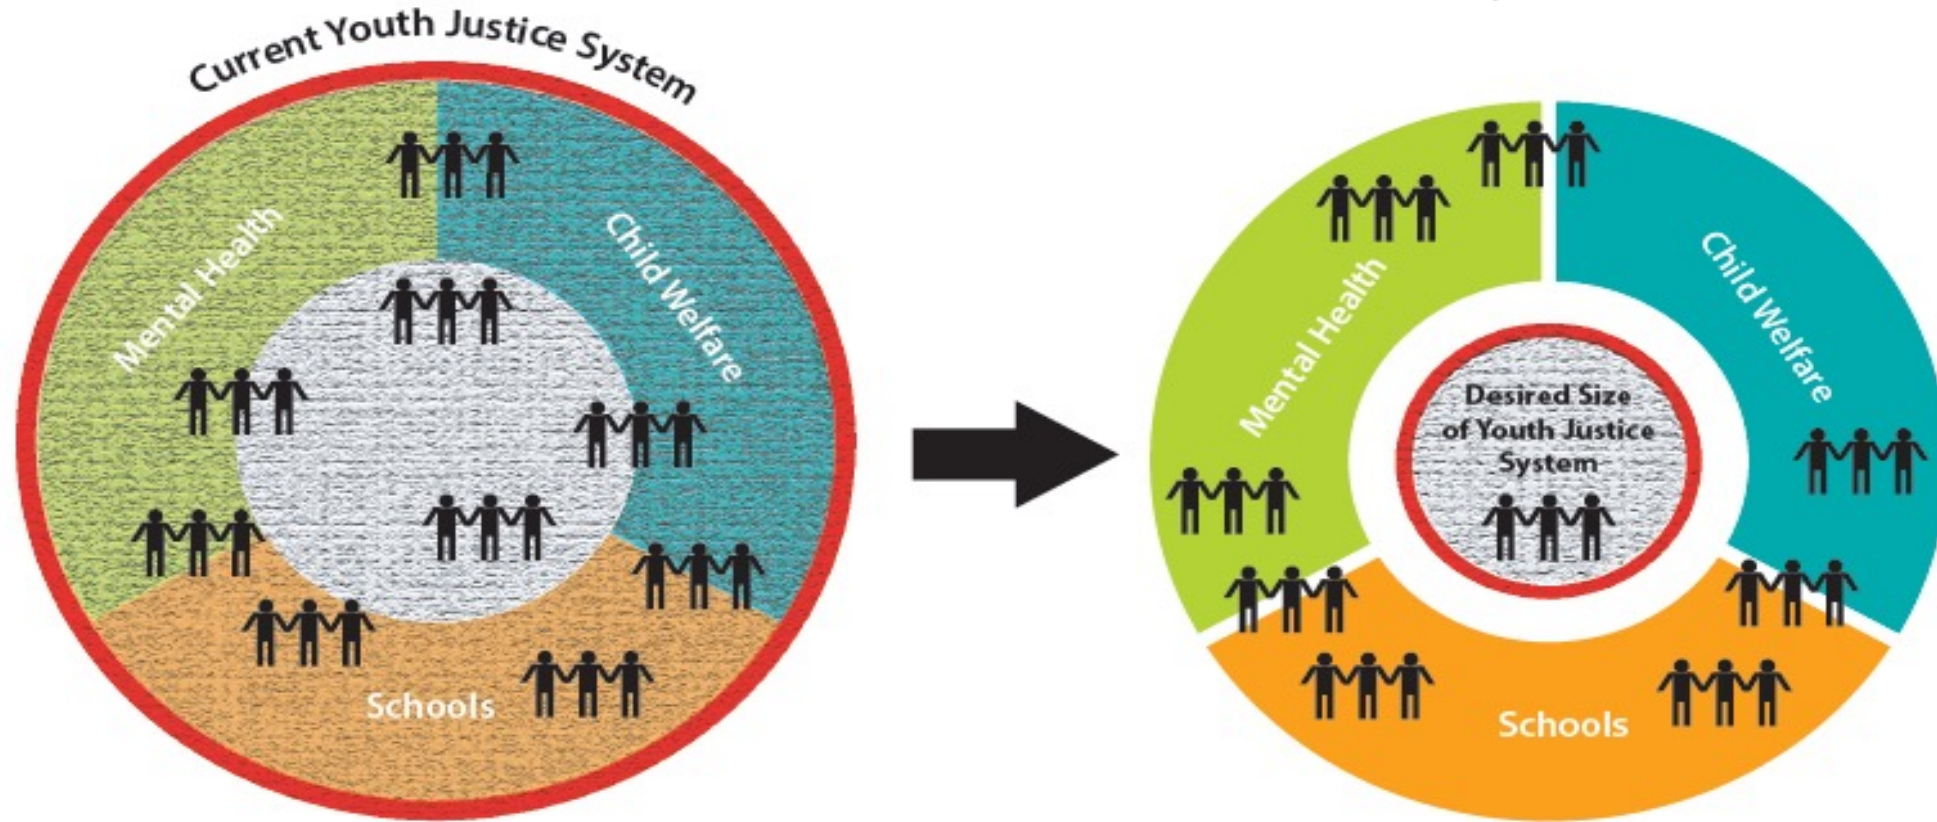 Current Youth Justice System
Mental Health
Child Welfare
Schools
Mental Health
Child Welfare
Desired Size
of Youth Justice
System
Schools